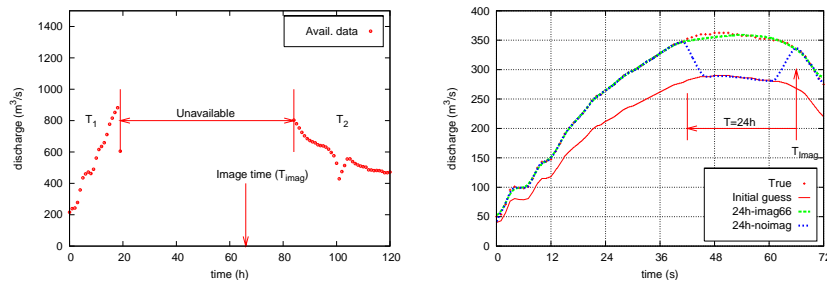 1600
1400
1200
1000
800
600
400
200
0
discharge (m³/s)
0 20 40 60 80 100 120
time (h)
Avail. data
T1
Unavailable
T2
Image time (Timag)
400
350
300
250
200
150
100
50
0
discharge (m³/s)
0 12 24 36 48 60 72
time (s)
T=24h
TImag
True
Initial guess
24h-imag66
24h-noimag